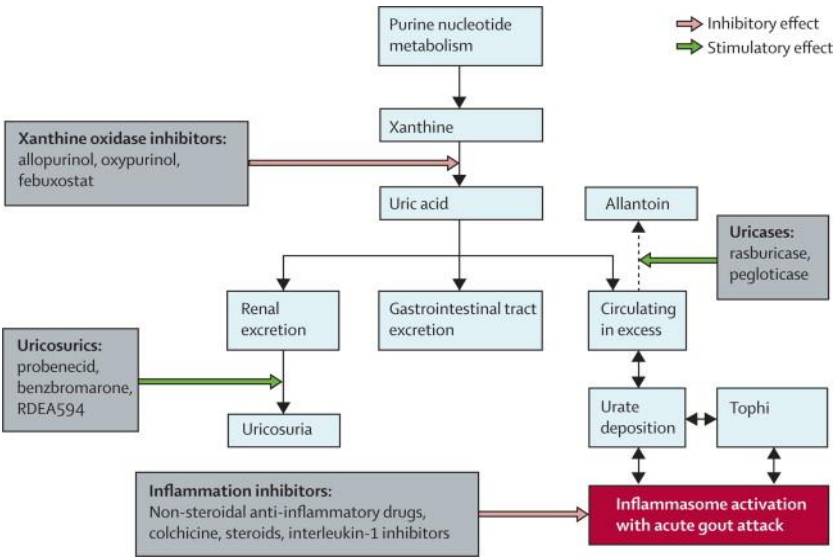 Purine nucleotide
metabolism
Inhibitory effect
Stimulatory effect
Xanthine
Xanthine oxidase inhibitors:
allopurinol, oxypurinol,
febuxostat
Uric acid
Allantoin
Uricases:
rasburicase,
pegloticase
Renal
excretion
Gastrointestinal tract
excretion
Circulating
in excess
Uricosurics:
probenecid,
benzbromarone,
RDEA594
Uricosuria
Urate
deposition
Tophi
Inflammation inhibitors:
Non-steroidal anti-inflammatory drugs,
colchicine, steroids, interleukin-1 inhibitors
Inflammasome activation
with acute gout attack